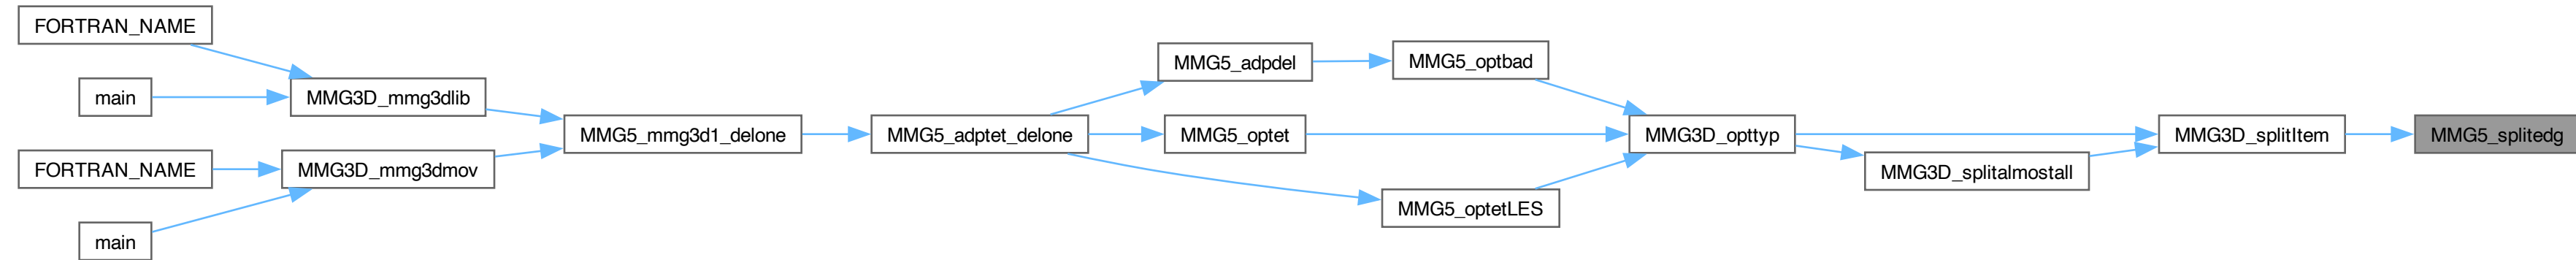 FORTRAN_NAME
main
MMG3D_mmg3dlib
FORTRAN_NAME
MMG3D_mmg3dmov
main
MMG5_mmg3d1_delone
MMG5_adptet_delone
MMG5_adpdel
MMG5_optbad
MMG5_optet
MMG5_optetLES
MMG3D_opttyp
MMG3D_splitalmostall
MMG3D_splitItem
MMG5_splitedg